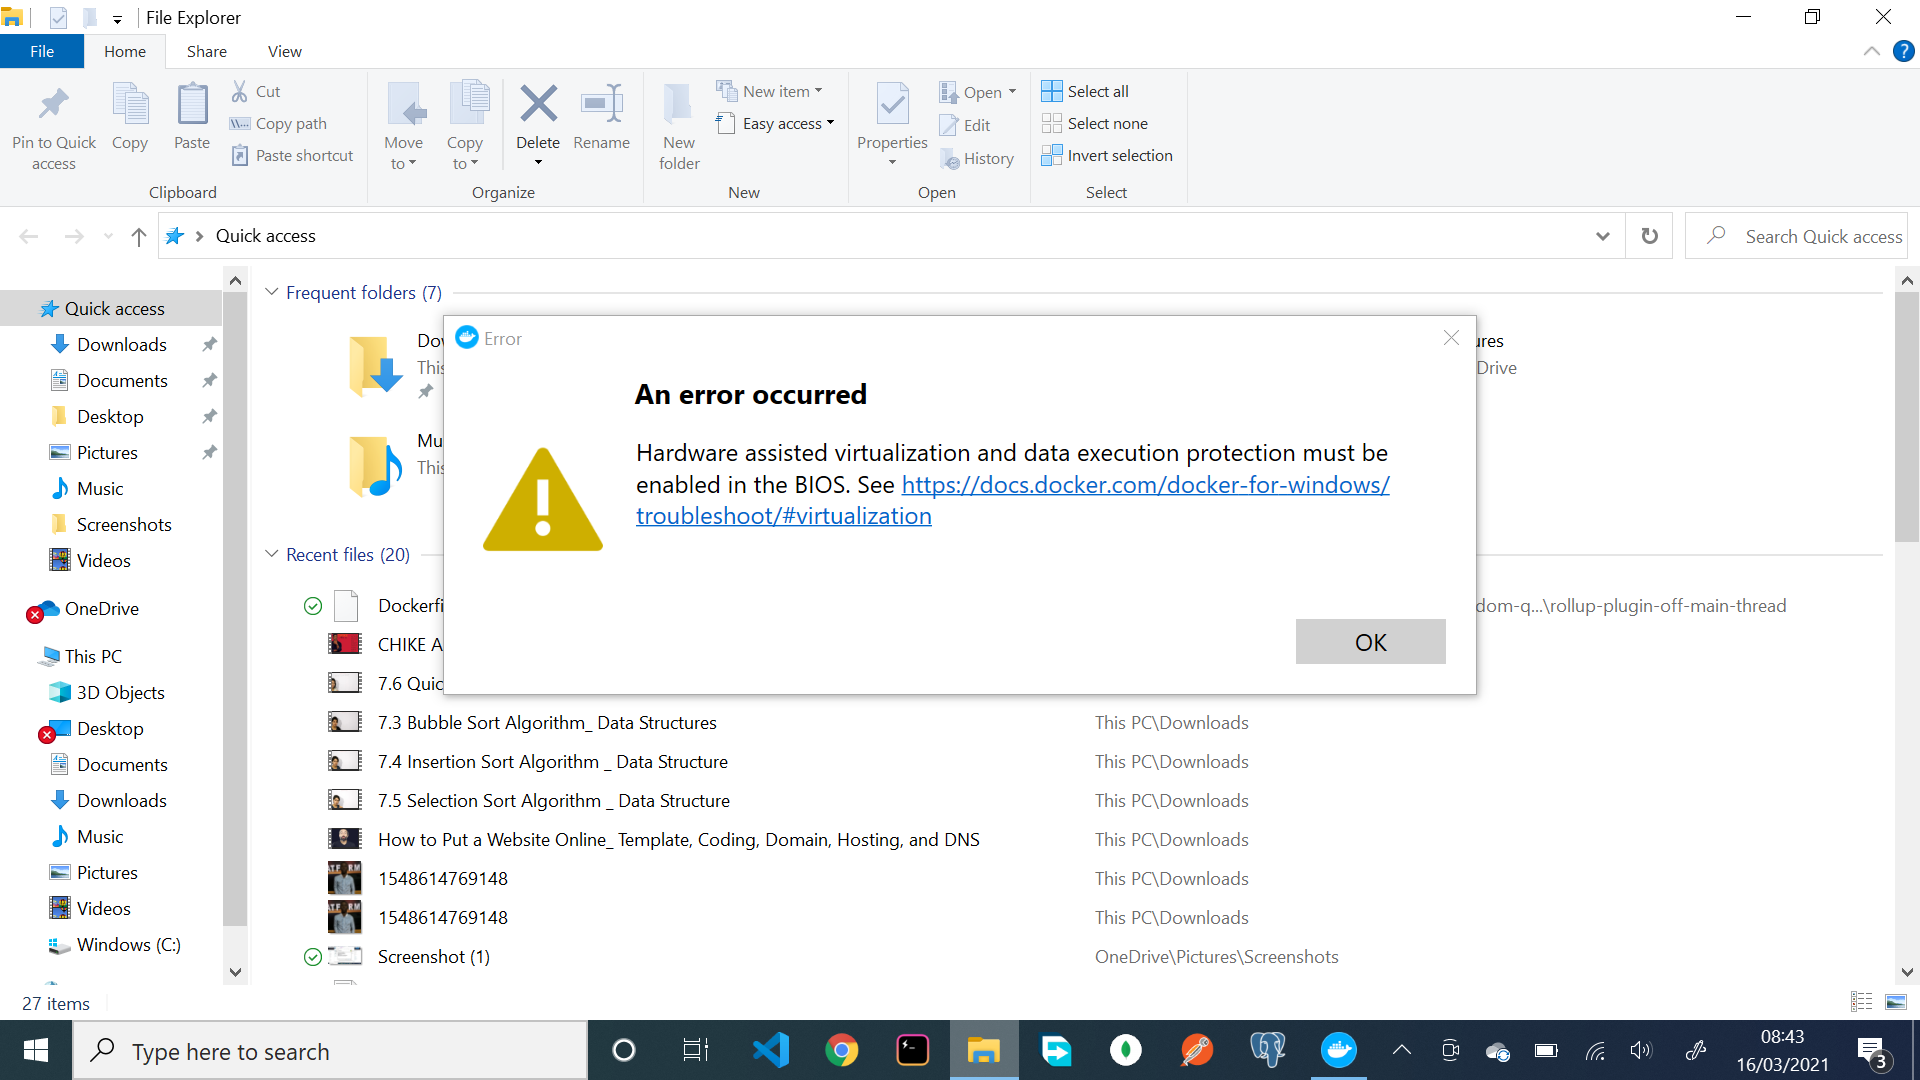 File Explorer
File
Home
Share
View
?
Pin to Quick access
Copy
Paste
Cut
Copy path
Paste shortcut
Clipboard
Move to
Copy to
Delete
Rename
Organize
New folder
New item
Easy access
New
Properties
Open
Edit
History
Open
Select all
Select none
Invert selection
Select
Quick access
Search Quick access
Quick access
Downloads
Documents
Desktop
Pictures
Music
Screenshots
Videos
OneDrive
This PC
3D Objects
Desktop
Documents
Downloads
Music
Pictures
Videos
Windows (C:)
Frequent folders (7)
Dow
This
Mu
This
ures
Drive
Error
An error occurred
Hardware assisted virtualization and data execution protection must be
enabled in the BIOS. See https://docs.docker.com/docker-for-windows/
troubleshoot/#virtualization
OK
Recent files (20)
Dockerfi
dom-q...\rollup-plugin-off-main-thread
CHIKE A
7.6 Quic
7.3 Bubble Sort Algorithm_ Data Structures
This PC\Downloads
7.4 Insertion Sort Algorithm _ Data Structure
This PC\Downloads
7.5 Selection Sort Algorithm _ Data Structure
This PC\Downloads
How to Put a Website Online_ Template, Coding, Domain, Hosting, and DNS
This PC\Downloads
1548614769148
This PC\Downloads
1548614769148
This PC\Downloads
Screenshot (1)
OneDrive\Pictures\Screenshots
27 items
Type here to search
08:43
16/03/2021
3